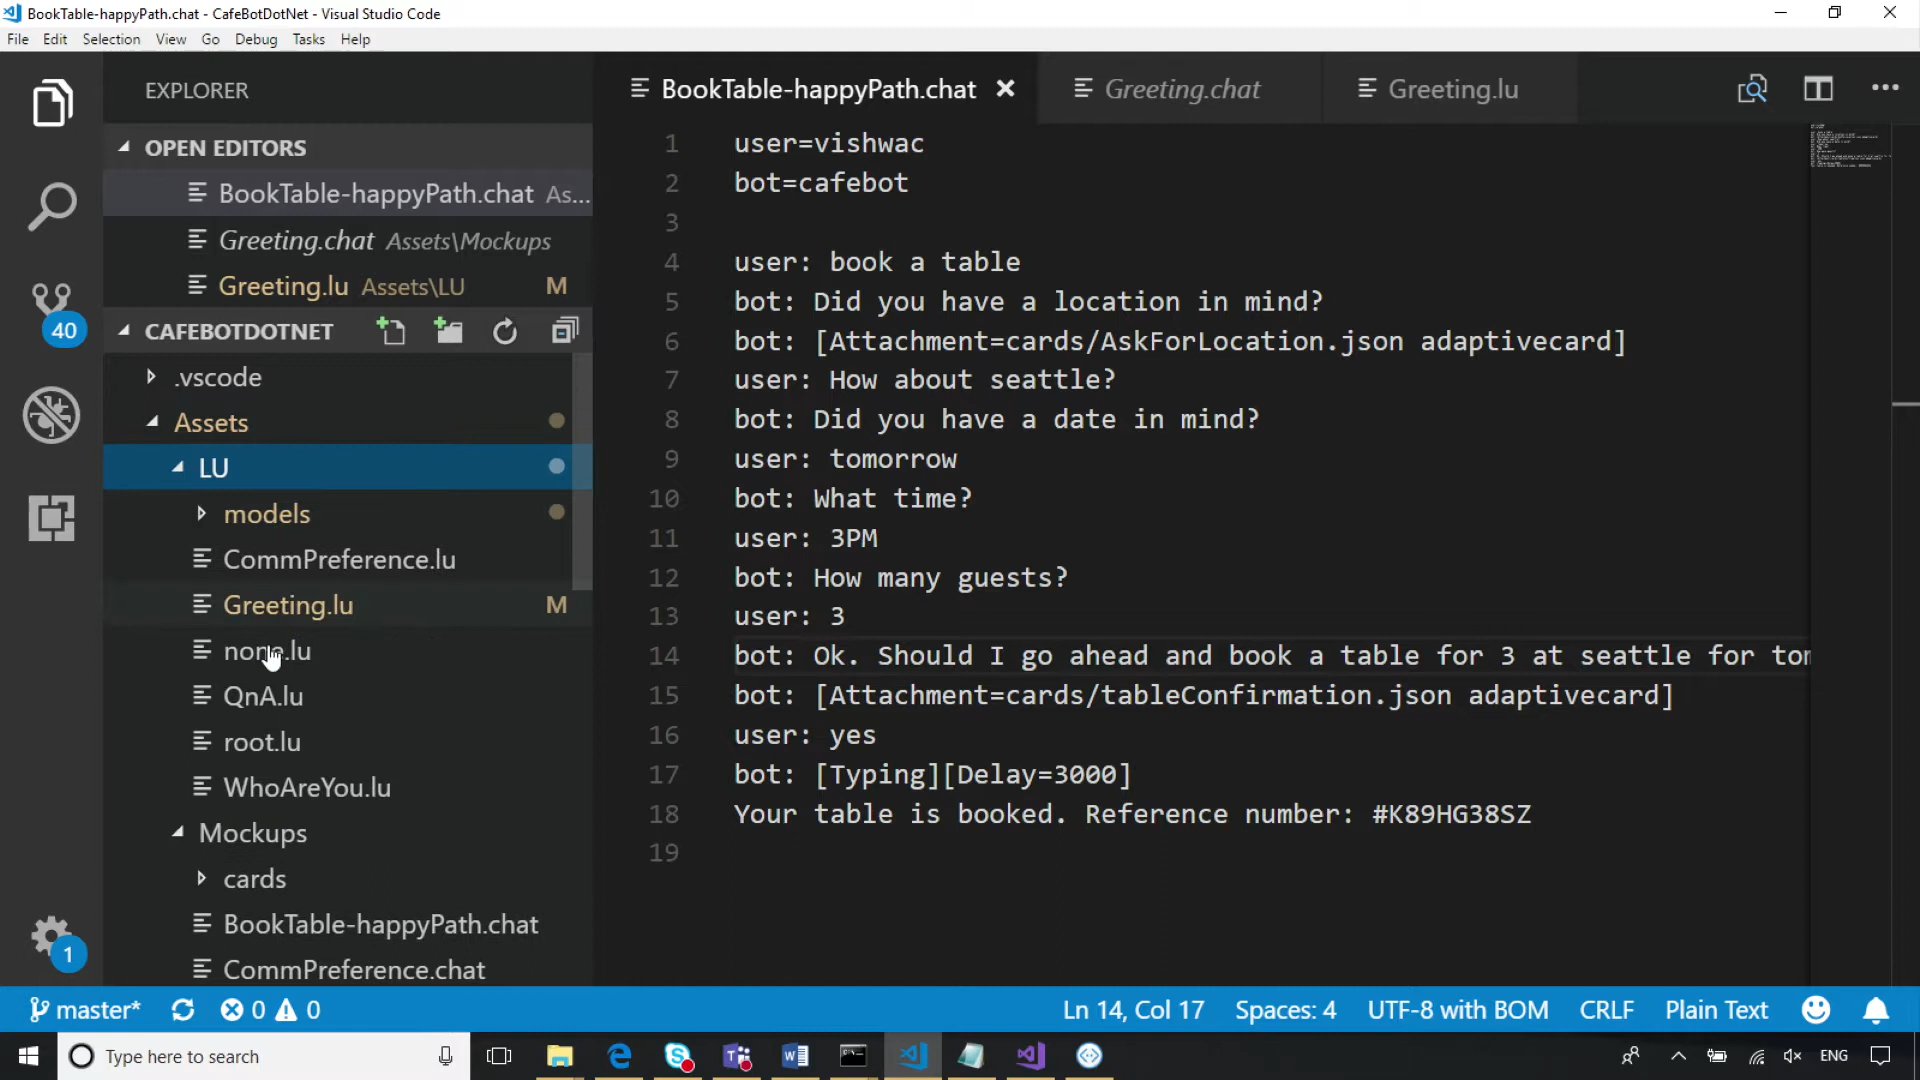 BookTable-happyPath.chat - CafeBotDotNet - Visual Studio Code
File Edit Selection View Go Debug Tasks Help
EXPLORER
OPEN EDITORS
BookTable-happyPath.chat As...
Greeting.chat Assets\Mockups
Greeting.lu Assets\LU M
40
CAFEBOTDOTNET
.vscode
Assets
LU
models
CommPreference.lu
Greeting.lu M
none.lu
QnA.lu
root.lu
WhoAreYou.lu
Mockups
cards
BookTable-happyPath.chat
CommPreference.chat
1
BookTable-happyPath.chat Greeting.chat Greeting.lu
1 user=vishwac
2 bot=cafebot
3
4 user: book a table
5 bot: Did you have a location in mind?
6 bot: [Attachment=cards/AskForLocation.json adaptivecard]
7 user: How about seattle?
8 bot: Did you have a date in mind?
9 user: tomorrow
10 bot: What time?
11 user: 3PM
12 bot: How many guests?
13 user: 3
14 bot: Ok. Should I go ahead and book a table for 3 at seattle for tom
15 bot: [Attachment=cards/tableConfirmation.json adaptivecard]
16 user: yes
17 bot: [Typing][Delay=3000]
18 Your table is booked. Reference number: #K89HG38SZ
19
master* 0 0 Ln 14, Col 17 Spaces: 4 UTF-8 with BOM CRLF Plain Text
Type here to search ENG